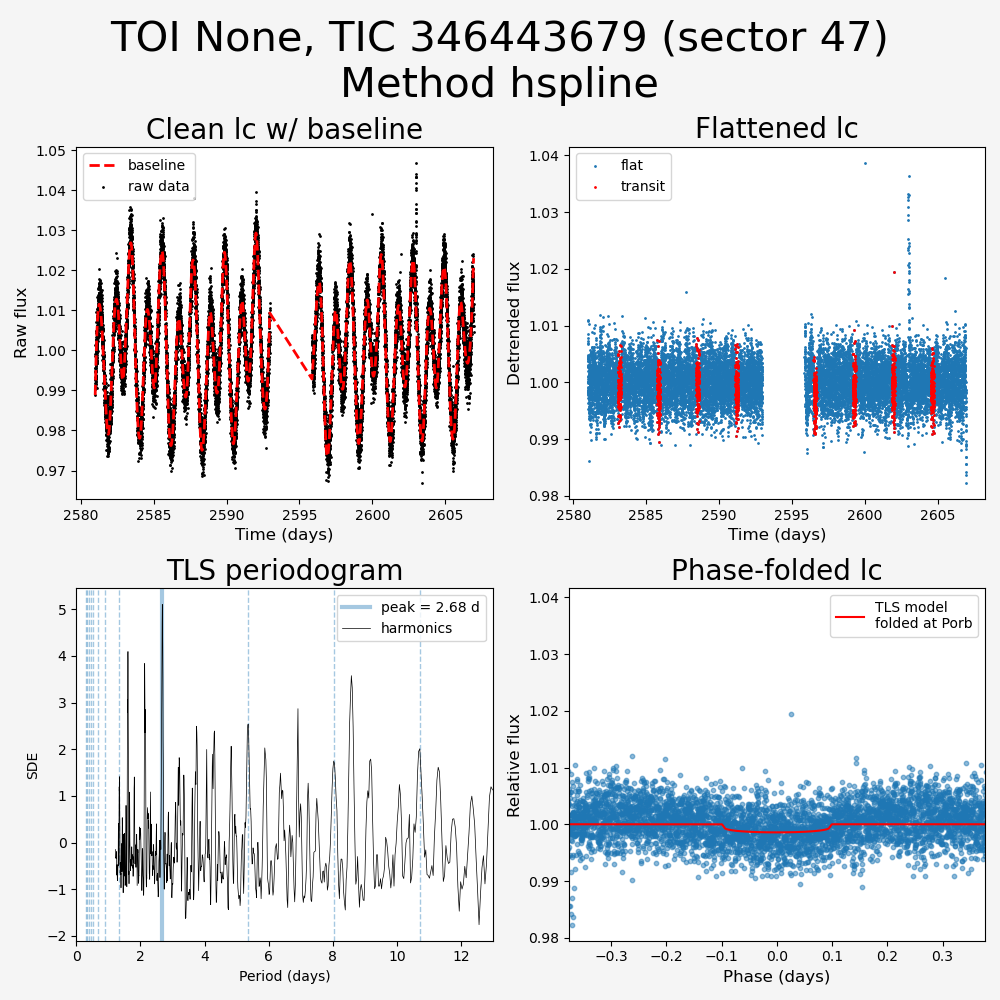 TOI None, TIC 346443679 (sector 47)
Method hspline
Clean lc w/ baseline
Flattened lc
baseline
raw data
Raw flux
1.05
1.04
1.03
1.02
1.01
1.00
0.99
0.98
0.97
2580
2585
2590
2595
2600
2605
Time (days)
flat
transit
Detrended flux
1.04
1.03
1.02
1.01
1.00
0.99
0.98
2580
2585
2590
2595
2600
2605
Time (days)
TLS periodogram
Phase-folded lc
peak = 2.68 d
harmonics
SDE
5
4
3
2
1
0
−1
−2
0
2
4
6
8
10
12
Period (days)
TLS model
folded at Porb
Relative flux
1.04
1.03
1.02
1.01
1.00
0.99
0.98
−0.3
−0.2
−0.1
0.0
0.1
0.2
0.3
Phase (days)